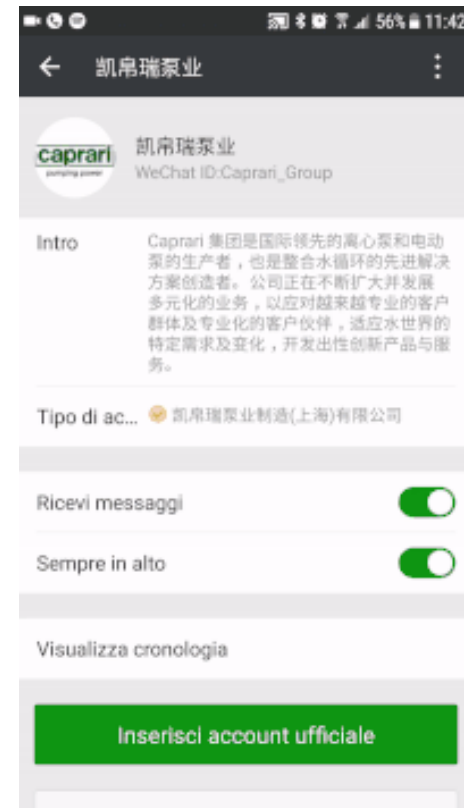 56% 11:42
凯帛瑞泵业
caprari
pumping power
凯帛瑞泵业
WeChat ID:Caprari_Group
Intro
Caprari 集团是国际领先的离心泵和电动
泵的生产者，也是整合水循环的先进解决
方案创造者。公司正在不断扩大并发展
多元化的业务，以应对越来越专业的客户
群体及专业化的客户伙伴，适应水世界的
特定需求及变化，开发出性创新产品与服
务。
Tipo di ac... 凯帛瑞泵业制造(上海)有限公司
Ricevi messaggi
Sempre in alto
Visualizza cronologia
Inserisci account ufficiale